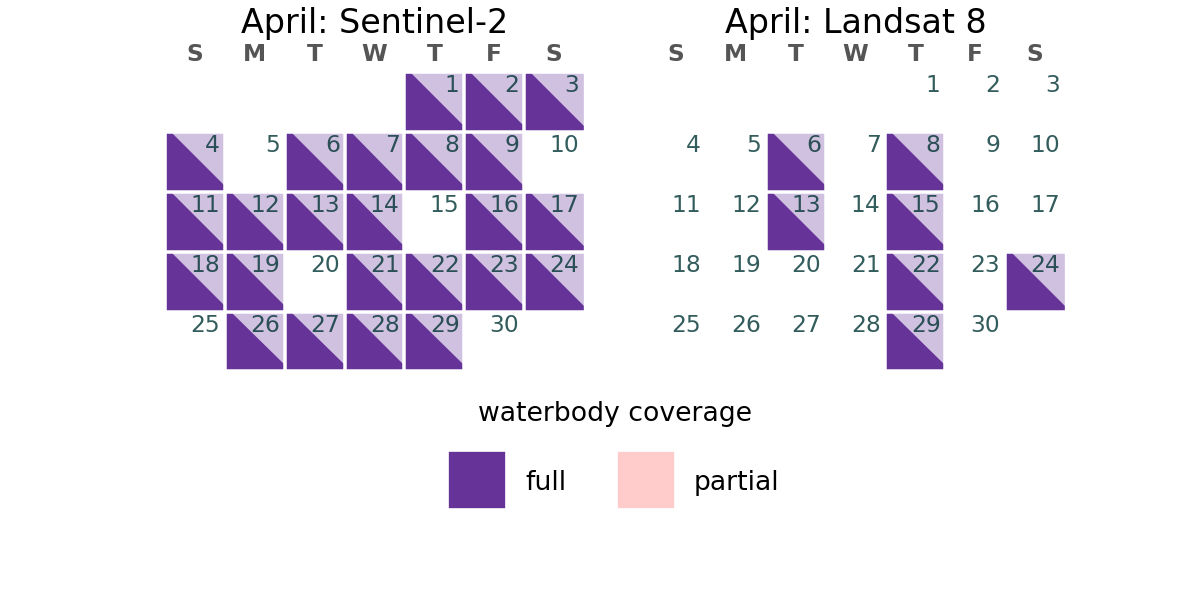 April: Sentinel-2
S M T W T F S
1 2 3
4 5 6 7 8 9 10
11 12 13 14 15 16 17
18 19 20 21 22 23 24
25 26 27 28 29 30
April: Landsat 8
S M T W T F S
1 2 3
4 5 6 7 8 9 10
11 12 13 14 15 16 17
18 19 20 21 22 23 24
25 26 27 28 29 30
waterbody coverage
full
partial